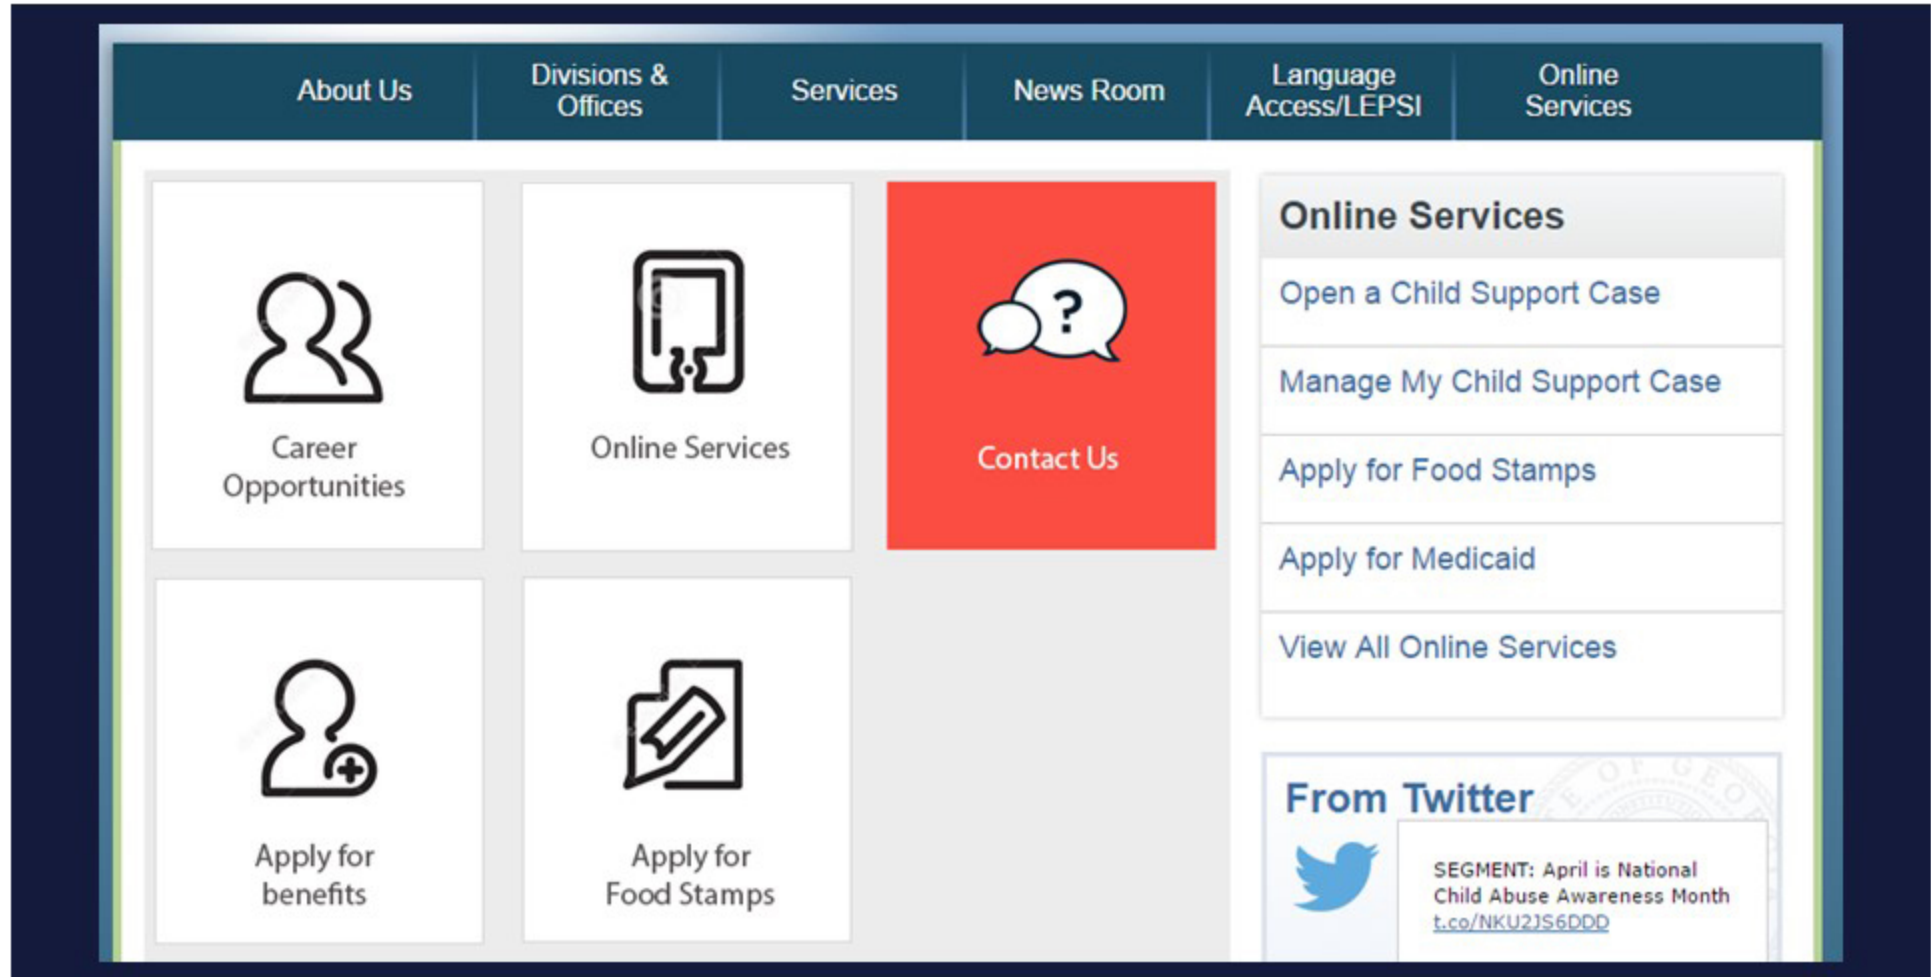 About Us
Divisions &
Offices
Services
News Room
Language
Access/LEPSI
Online
Services
Career
Opportunities
Online Services
?
Contact Us
Apply for
benefits
Apply for
Food Stamps
Online Services
Open a Child Support Case
Manage My Child Support Case
Apply for Food Stamps
Apply for Medicaid
View All Online Services
From Twitter
SEGMENT: April is National
Child Abuse Awareness Month
t.co/NKU2JS6DDD